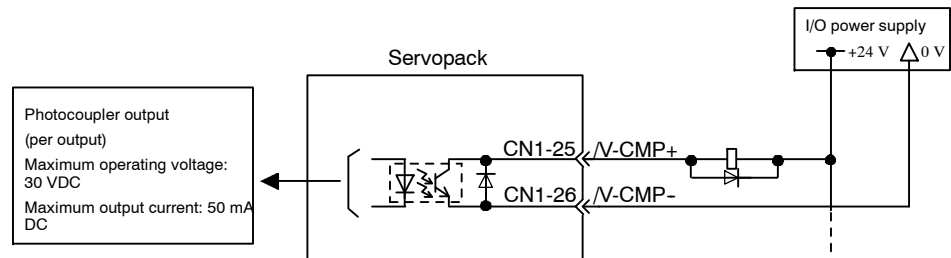 I/O power supply
+24 V
0 V
Servopack
Photocoupler output
(per output)
Maximum operating voltage:
30 VDC
Maximum output current: 50 mA
DC
CN1-25
/V-CMP+
CN1-26
/V-CMP-